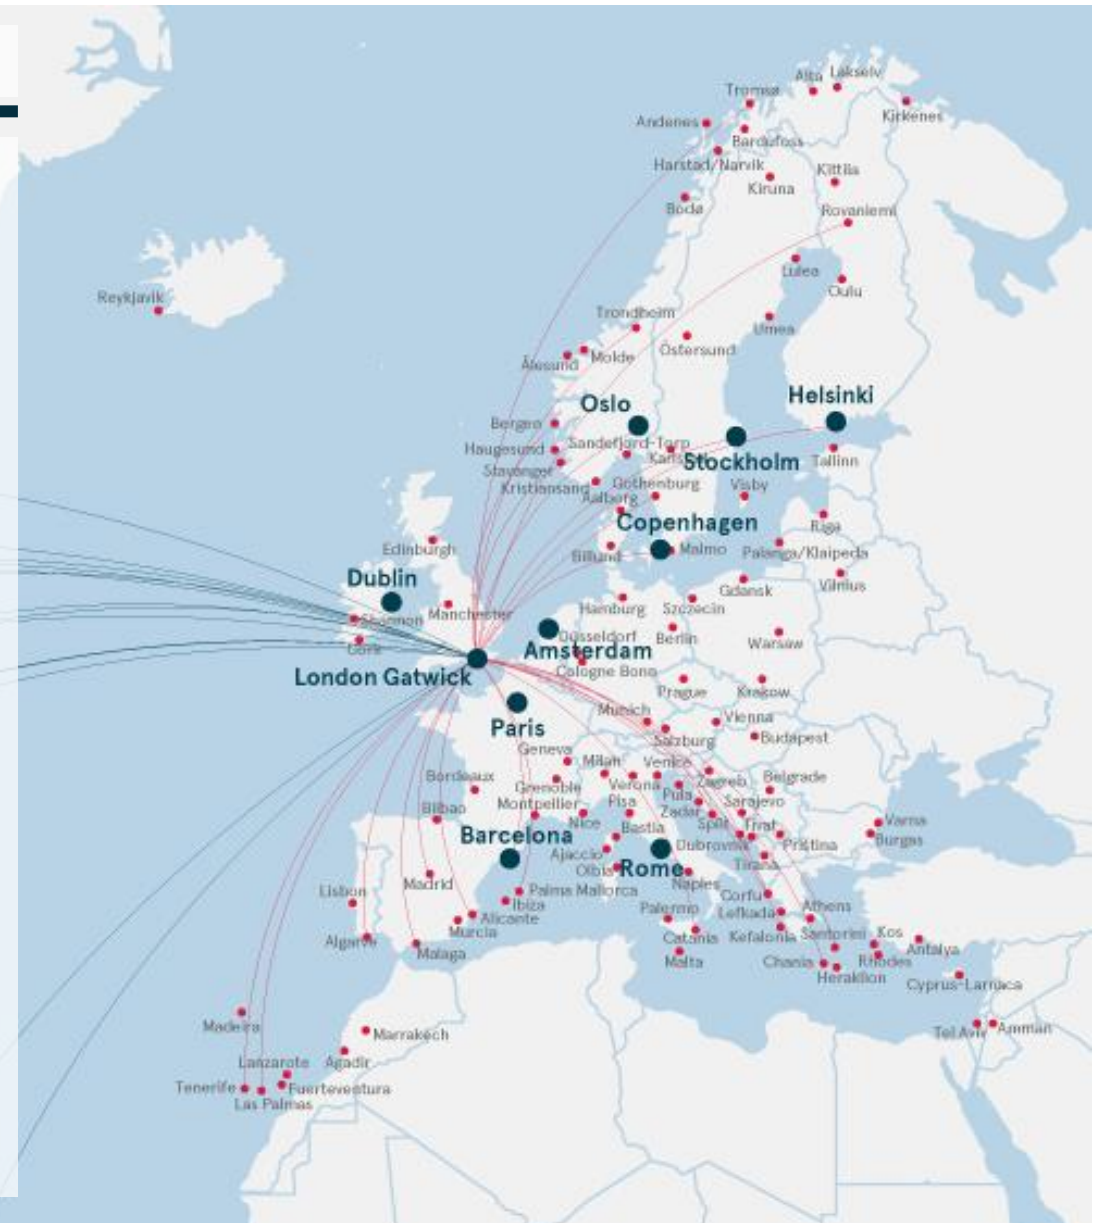 Alta
Lakselv
Tromsø
Kirkenes
Andenes
Bardufoss
Harstad/Narvik
Kittila
Kiruna
Bodø
Rovaniemi
Lulea
Oulu
Reykjavik
Trondheim
Umea
Östersund
Molde
Ålesund
Helsinki
Oslo
Bergen
Sandefjord-Torp
Haugesund
Stockholm
Tallinn
Stavanger
Gothenburg
Visby
Kristiansand
Aalborg
Copenhagen
Riga
Edinburgh
Billund
Malmo
Palanga/Klaipeda
Dublin
Vilnius
Gdansk
Hamburg
Szczecin
Manchester
Shannon
Düsseldorf
Berlin
Warsaw
Cork
Amsterdam
Cologne Bonn
London Gatwick
Prague
Krakow
Munich
Vienna
Paris
Salzburg
Budapest
Geneva
Milan
Venice
Bordeaux
Grenoble
Verona
Zagreb
Belgrade
Pula
Montpellier
Pisa
Sarajevo
Bilbao
Zadar
Nice
Split
Tivat
Varna
Bastia
Barcelona
Dubrovnik
Pristina
Burgas
Ajaccio
Tirana
Olbia
Rome
Madrid
Naples
Lisbon
Palma Mallorca
Corfu
Ibiza
Palermo
Lefkada
Athens
Alicante
Murcia
Catania
Kefalonia
Santorini
Kos
Algarve
Malaga
Malta
Chania
Rhodes
Antalya
Heraklion
Cyprus-Larnaca
Madeira
Marrakech
Tel Aviv
Amman
Lanzarote
Agadir
Tenerife
Fuerteventura
Las Palmas